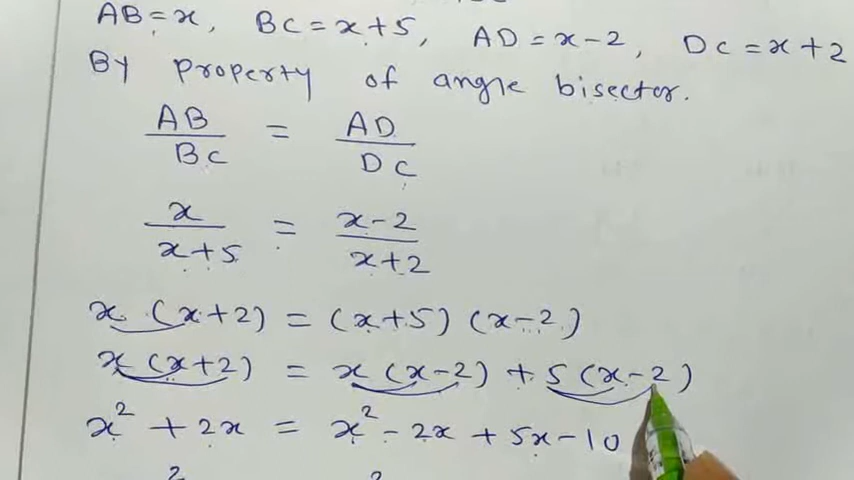 AB = x, BC = x+5, AD = x-2, DC = x+2
By property of angle bisector.
AB/BC = AD/DC
x/x+5 = x-2/x+2
x (x+2) = (x+5) (x-2)
x (x+2) = x (x-2) + 5 (x-2)
x² + 2x = x² - 2x + 5x - 10